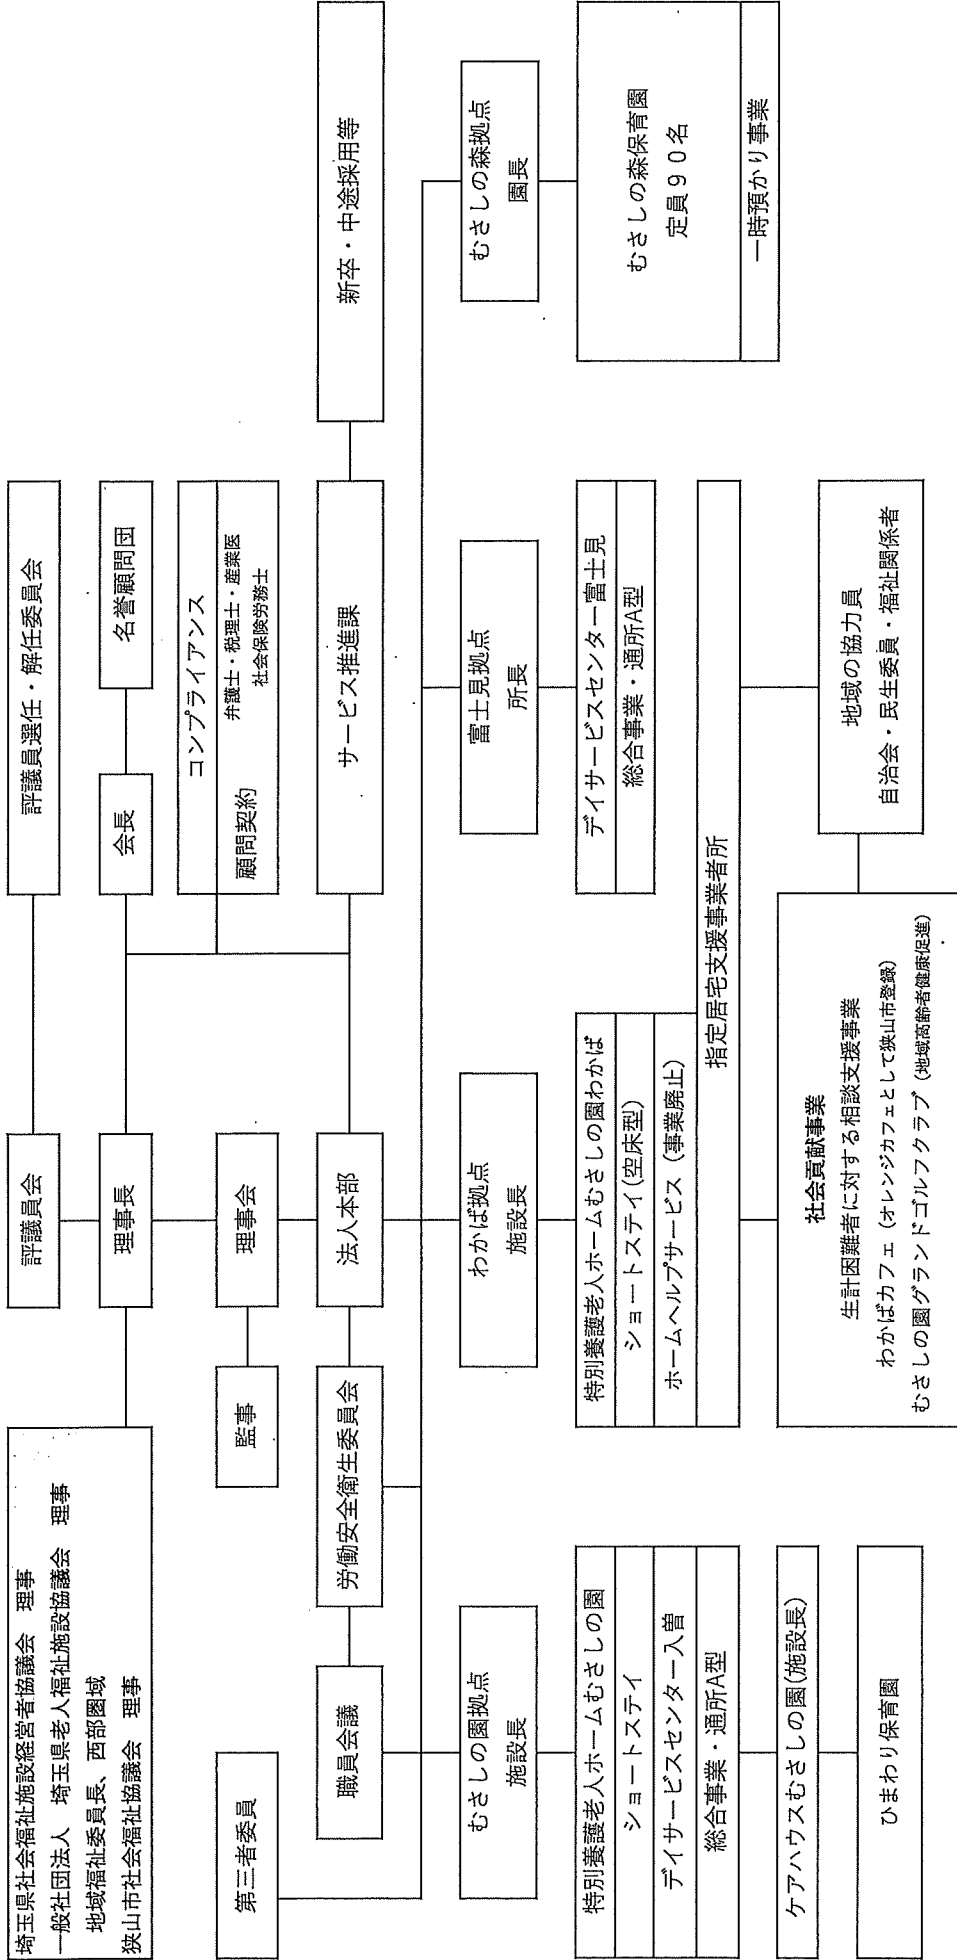 埼玉県社会福祉施設経営者協議会　理事
一般社団法人　埼玉県老人福祉施設協議会　理事
地域福祉委員長、西部圏域
狭山市社会福祉協議会　理事
評議員会
評議員選任・解任委員会
理事長
会長
名誉顧問団
コンプライアンス
顧問契約
弁護士・税理士・産業医
社会保険労務士
第三者委員
監事
理事会
職員会議
労働安全衛生委員会
法人本部
サービス推進課
新卒・中途採用等
むさしの園拠点
施設長
わかば拠点
施設長
富士見拠点
所長
むさしの森拠点
園長
特別養護老人ホームむさしの園
ショートステイ
デイサービスセンター入曽
総合事業・通所A型
ケアハウスむさしの園(施設長)
ひまわり保育園
特別養護老人ホームむさしの園わかば
ショートステイ(空床型)
ホームヘルプサービス（事業廃止）
デイサービスセンター富士見
総合事業・通所A型
指定居宅支援事業者所
むさしの森保育園
定員９０名
一時預かり事業
社会貢献事業
生計困難者に対する相談支援事業
わかばカフェ（オレンジカフェとして狭山市登録）
むさしの園グランドゴルフクラブ（地域高齢者健康促進）
地域の協力員
自治会・民生委員・福祉関係者